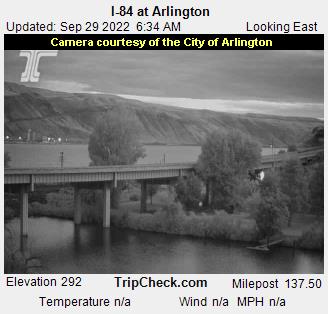 I-84 at Arlington
Updated: Sep 29 2022 6:34 AM Looking East
Camera courtesy of the City of Arlington
Elevation 292 TripCheck.com Milepost 137.50
Temperature n/a Wind n/a MPH n/a